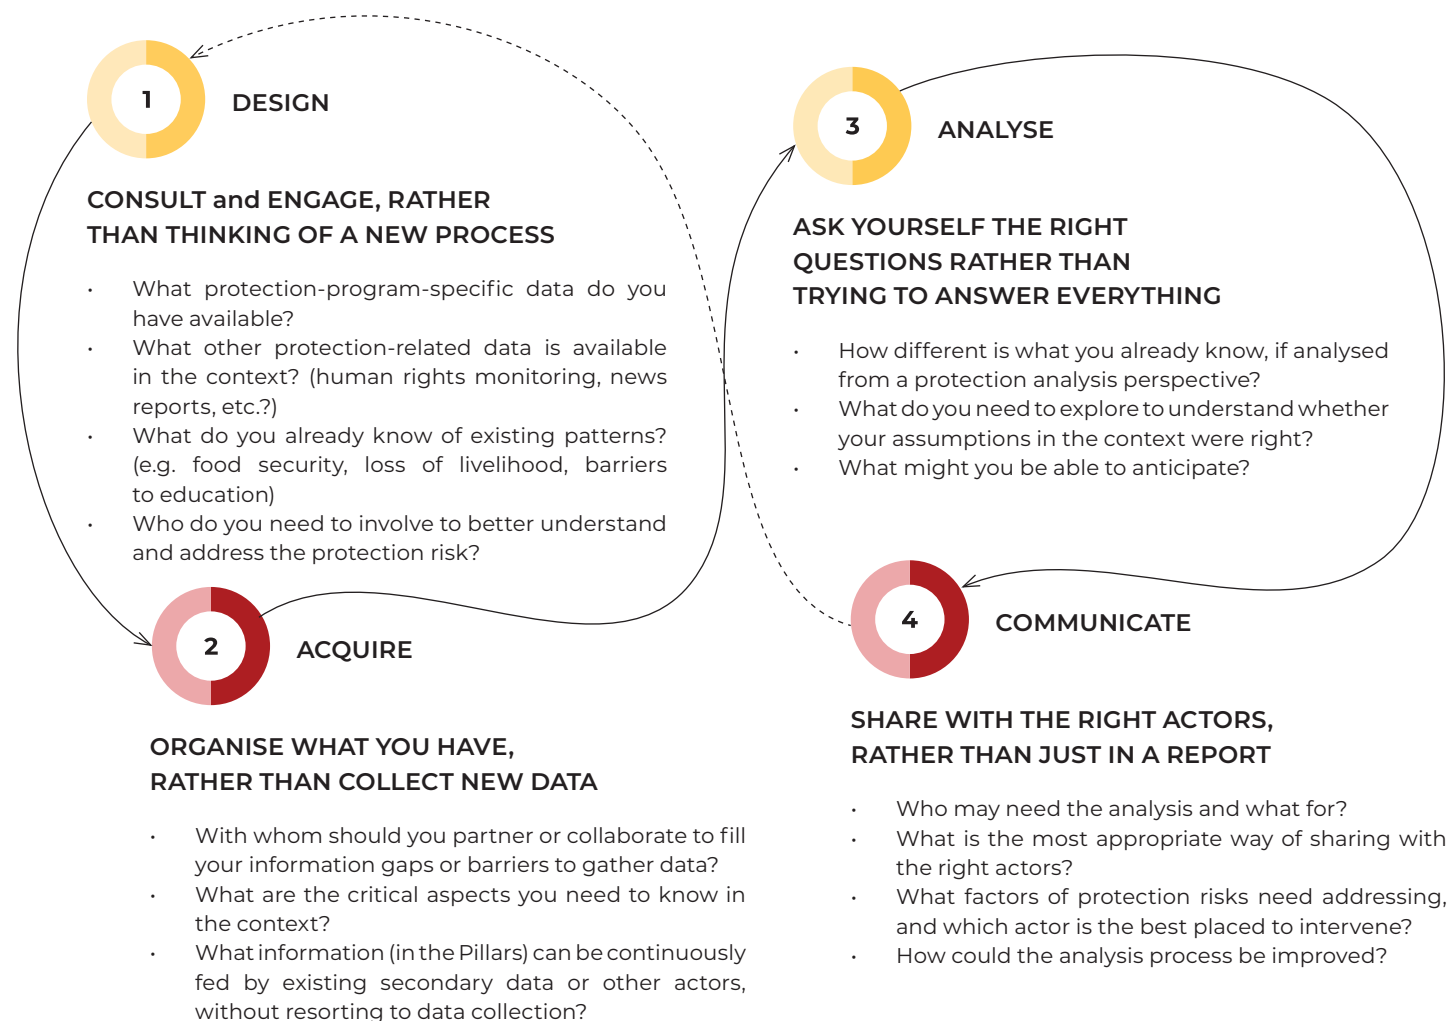 1
DESIGN
CONSULT and ENGAGE, RATHER
THAN THINKING OF A NEW PROCESS
• What protection-program-specific data do you
have available?
• What other protection-related data is available
in the context? (human rights monitoring, news
reports, etc.?)
• What do you already know of existing patterns?
(e.g. food security, loss of livelihood, barriers
to education)
• Who do you need to involve to better understand
and address the protection risk?
2
ACQUIRE
ORGANISE WHAT YOU HAVE,
RATHER THAN COLLECT NEW DATA
• With whom should you partner or collaborate to fill
your information gaps or barriers to gather data?
• What are the critical aspects you need to know in
the context?
• What information (in the Pillars) can be continuously
fed by existing secondary data or other actors,
without resorting to data collection?
3
ANALYSE
ASK YOURSELF THE RIGHT
QUESTIONS RATHER THAN
TRYING TO ANSWER EVERYTHING
• How different is what you already know, if analysed
from a protection analysis perspective?
• What do you need to explore to understand whether
your assumptions in the context were right?
• What might you be able to anticipate?
4
COMMUNICATE
SHARE WITH THE RIGHT ACTORS,
RATHER THAN JUST IN A REPORT
• Who may need the analysis and what for?
• What is the most appropriate way of sharing with
the right actors?
• What factors of protection risks need addressing,
and which actor is the best placed to intervene?
• How could the analysis process be improved?